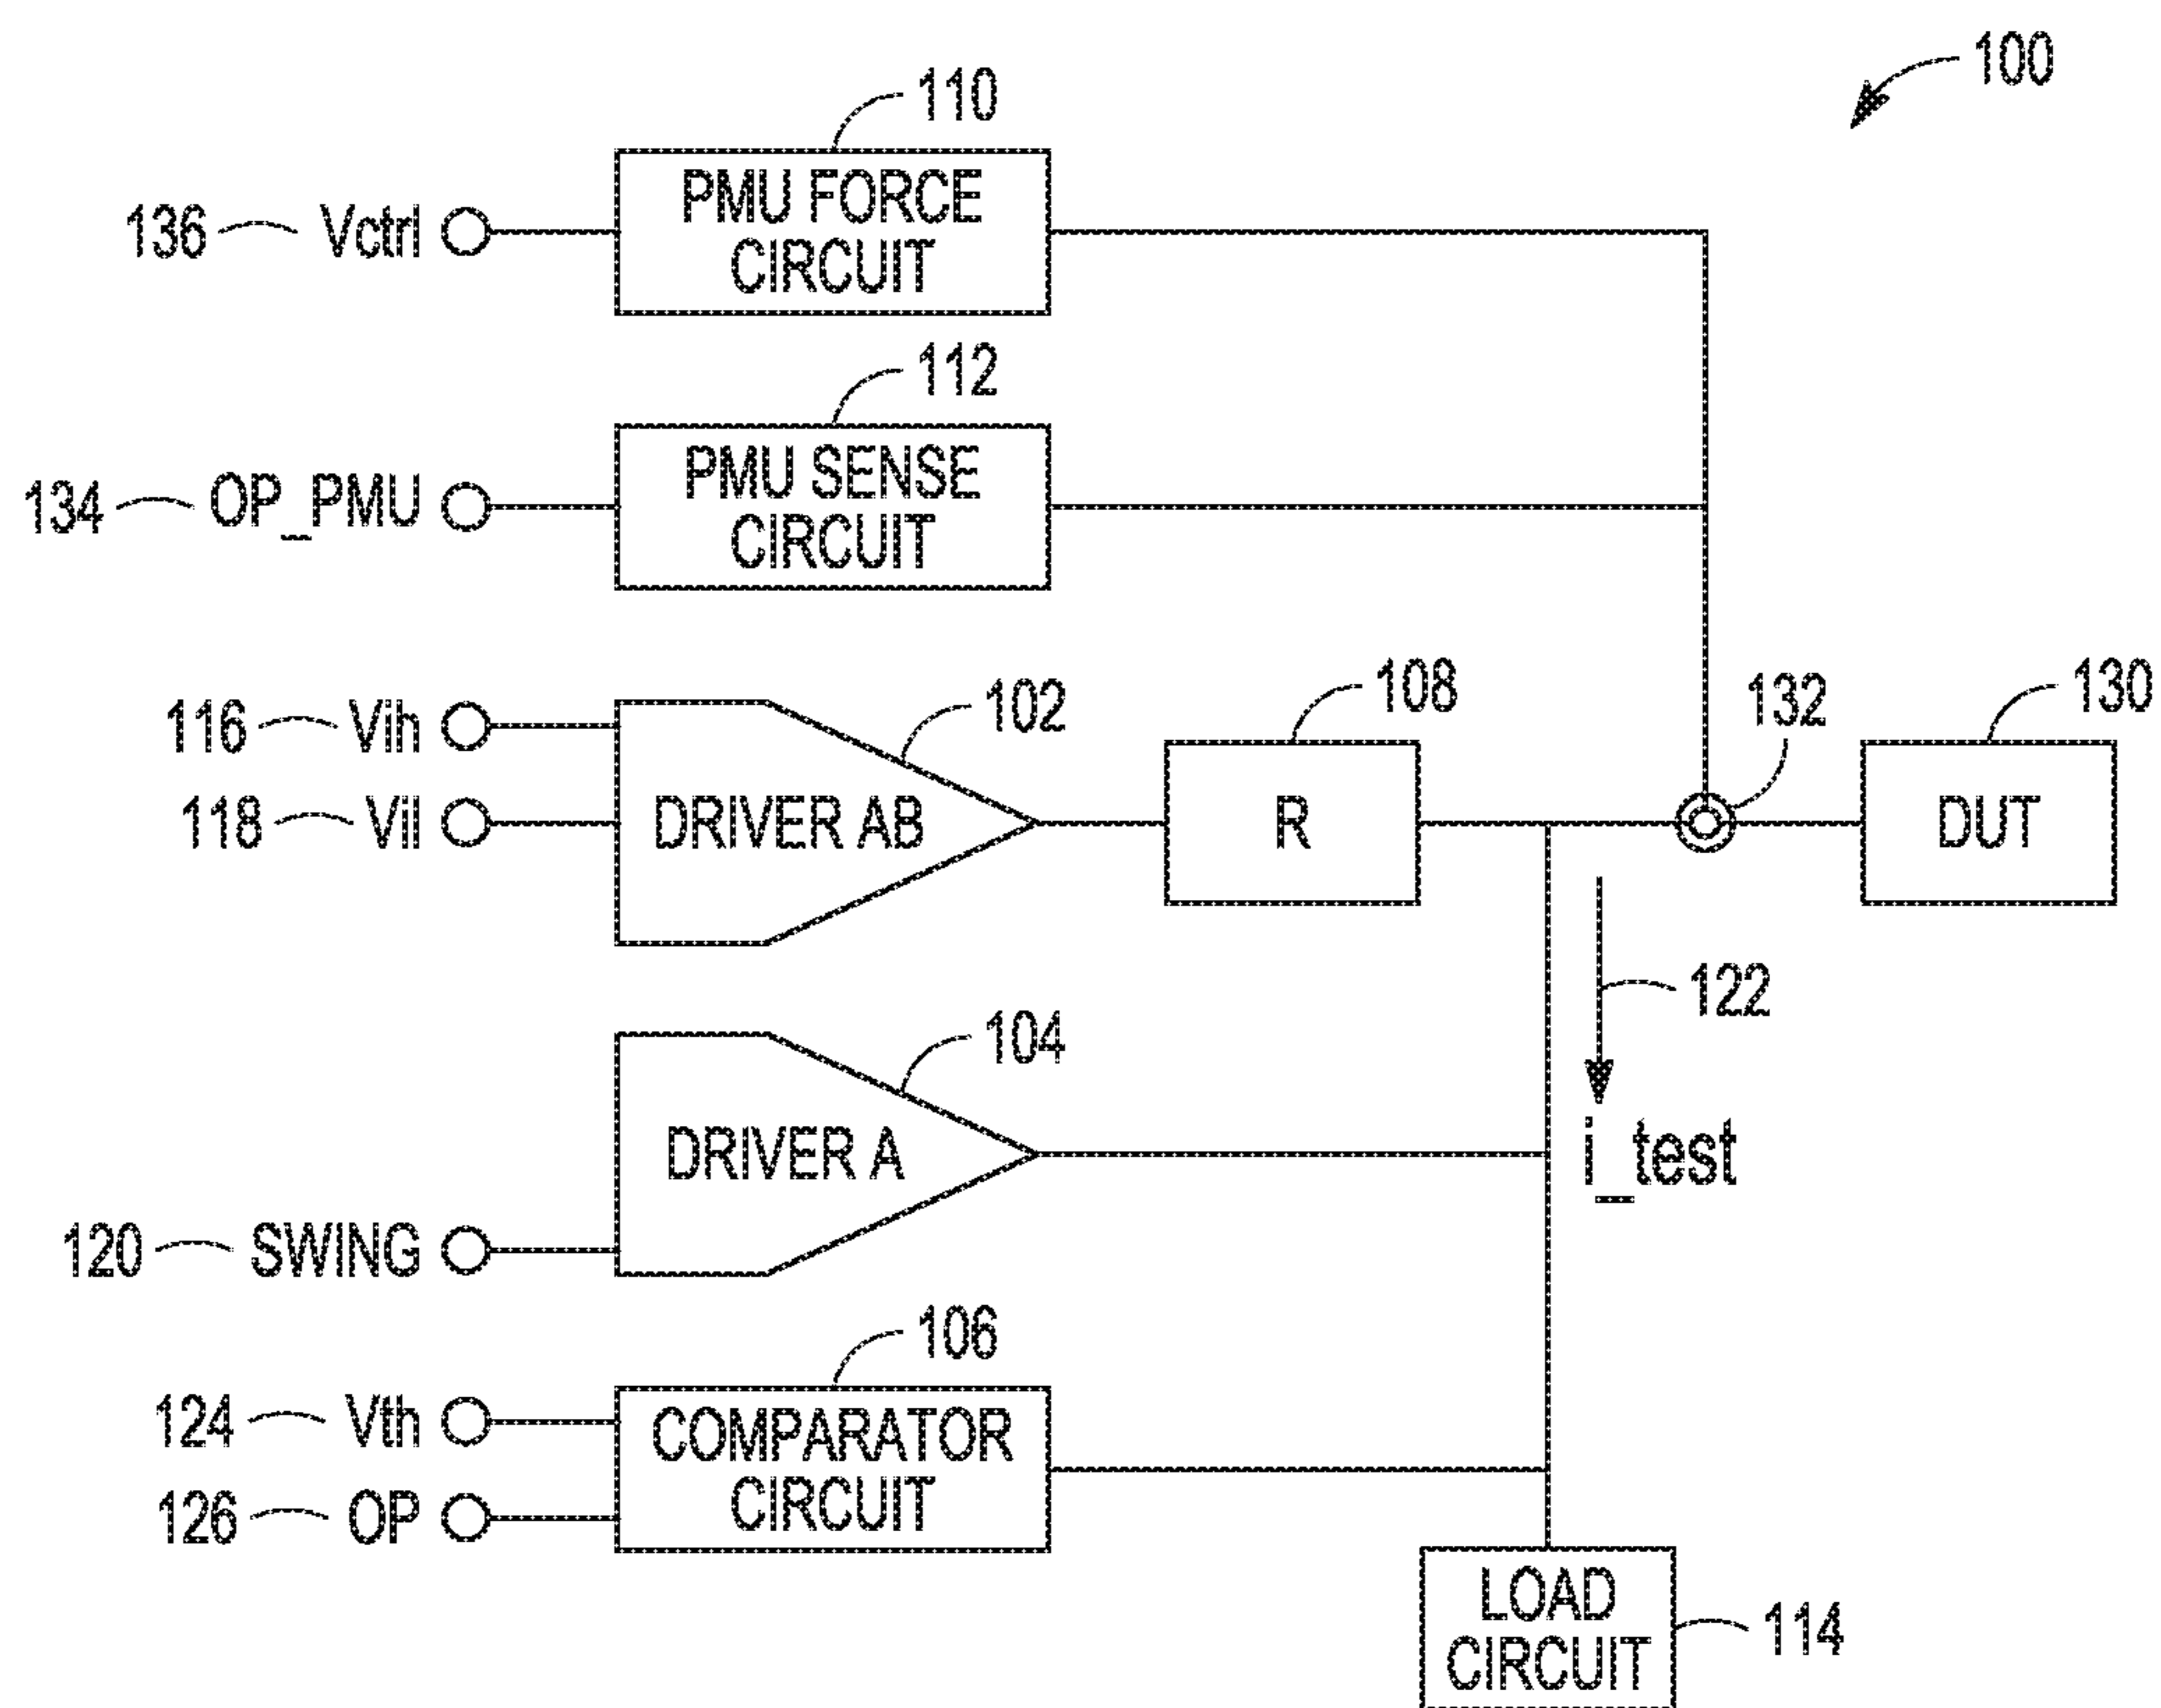 100
110
PMU FORCE
CIRCUIT
136 Vctrl
112
PMU SENSE
CIRCUIT
134 OP_PMU
116 Vih
118 Vil
102
DRIVER AB
108
R
132
130
DUT
122
i_test
104
DRIVER A
120 SWING
106
124 Vth
COMPARATOR
CIRCUIT
126 OP
LOAD
CIRCUIT
114